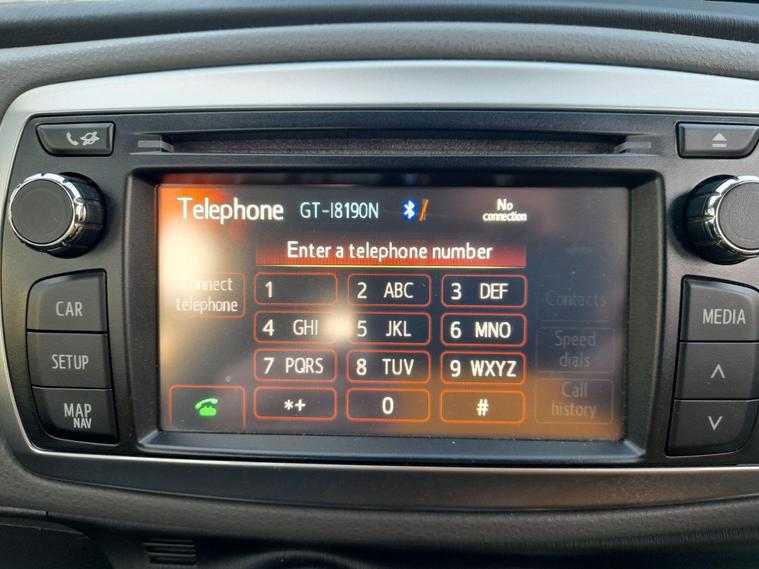 Telephone GT-I8190N No connection
Enter a telephone number
Connect telephone
1
2 ABC
3 DEF
Contacts
4 GHI
5 JKL
6 MNO
Speed dials
7 PQRS
8 TUV
9 WXYZ
Call history
*+
0
#
CAR
SETUP
MAP
NAV
MEDIA